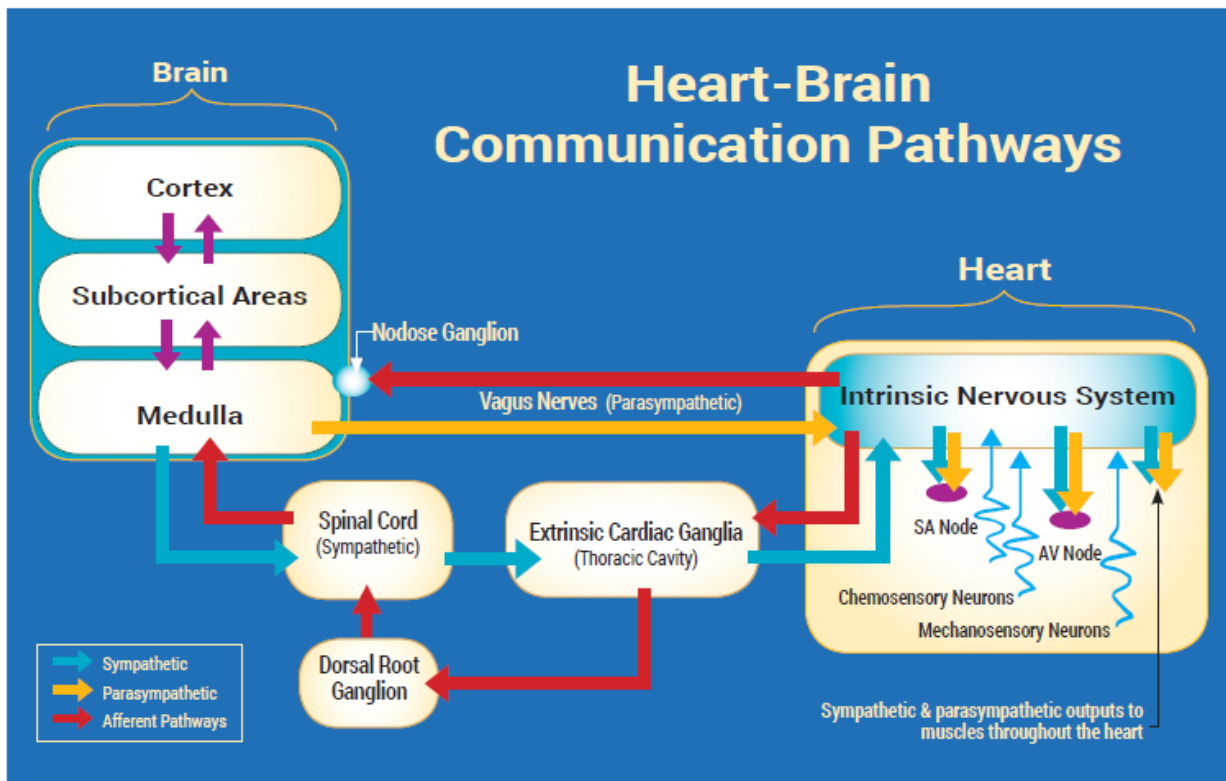 Brain
Heart-Brain
Communication Pathways
Cortex
Subcortical Areas
Heart
Nodose Ganglion
Medulla
Vagus Nerves (Parasympathetic)
Intrinsic Nervous System
Spinal Cord
(Sympathetic)
Extrinsic Cardiac Ganglia
(Thoracic Cavity)
SA Node
AV Node
Chemosensory Neurons
Mechanosensory Neurons
Dorsal Root
Ganglion
Sympathetic
Parasympathetic
Afferent Pathways
Sympathetic & parasympathetic outputs to
muscles throughout the heart